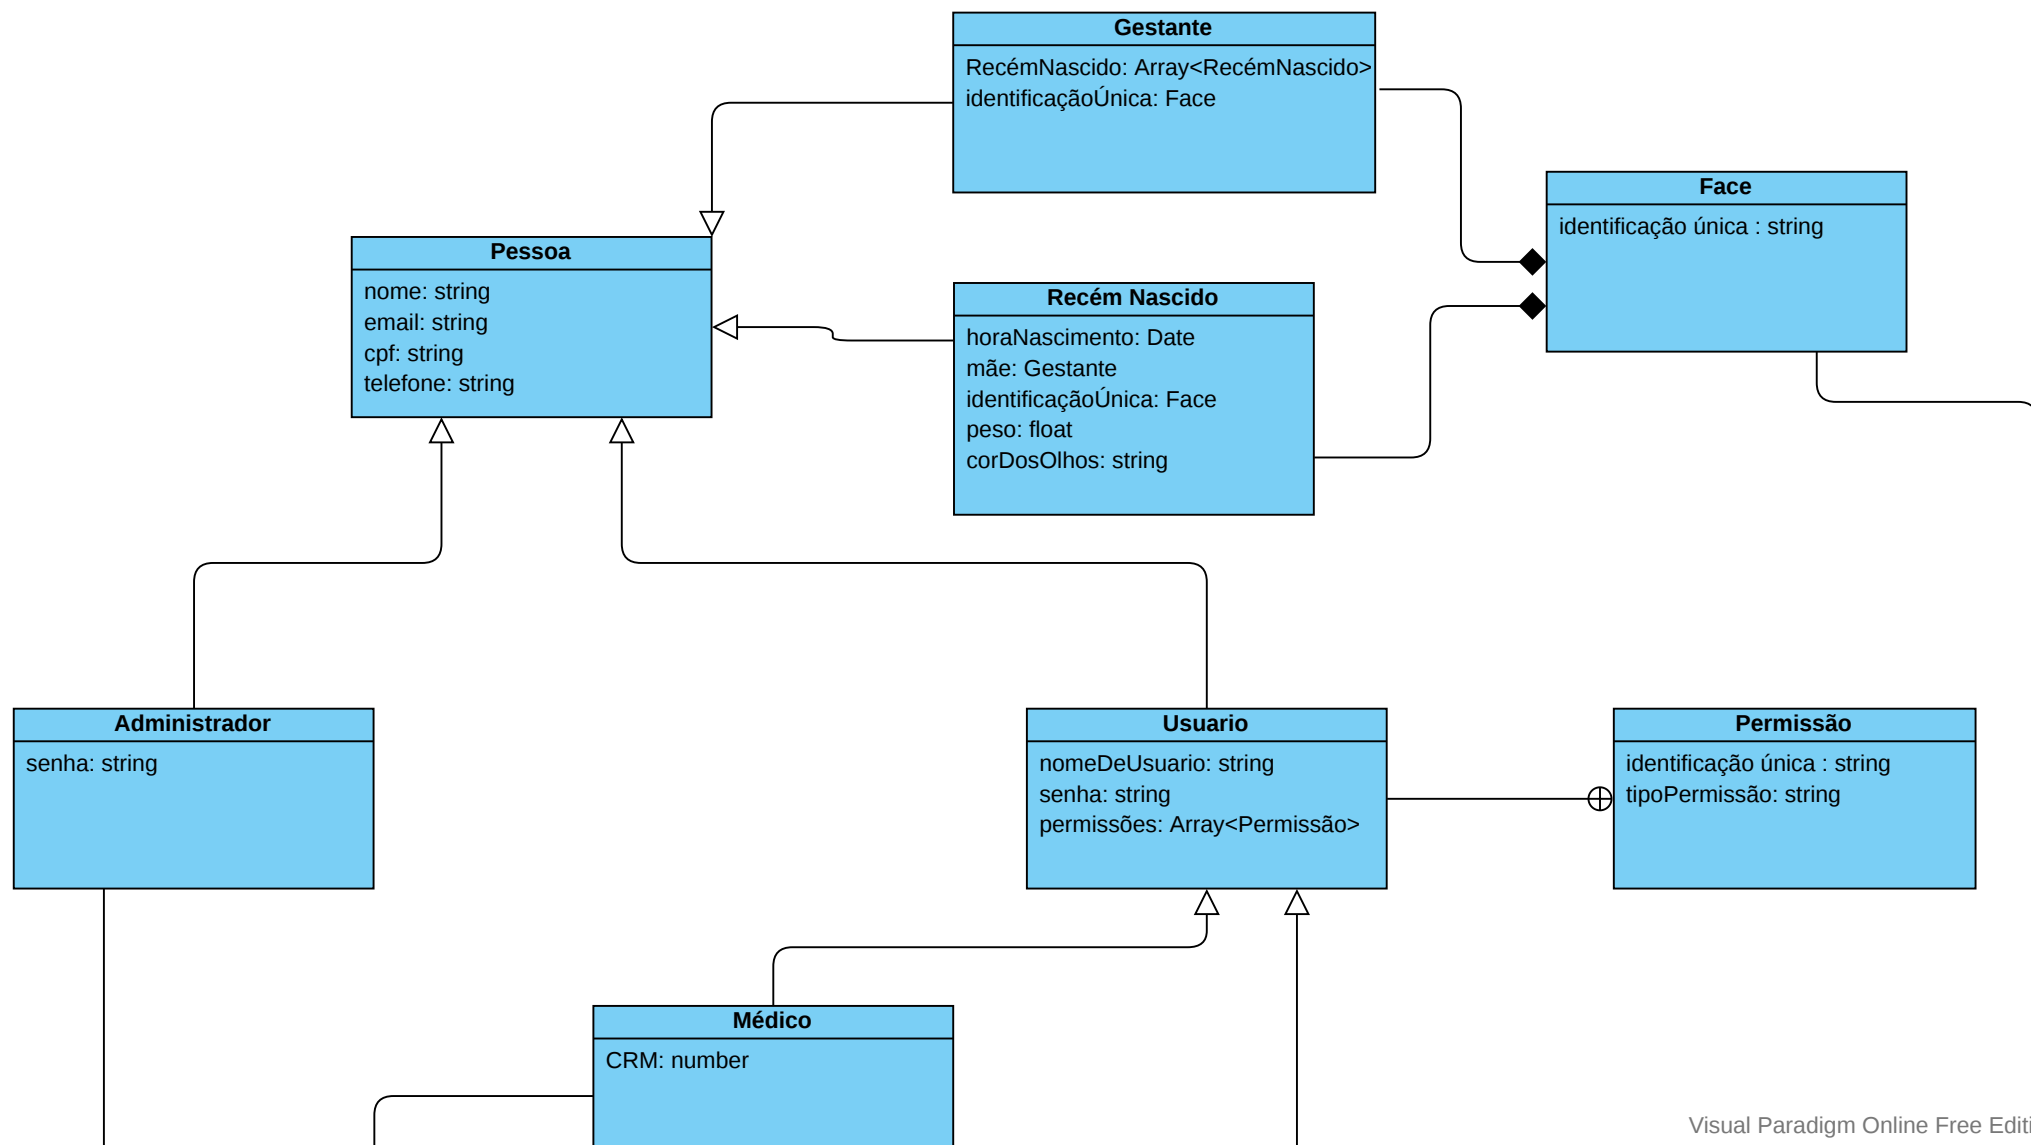 Gestante
RecémNascido: Array<RecémNascido>
identificaçãoÚnica: Face
Face
identificação única : string
Pessoa
nome: string
email: string
cpf: string
telefone: string
Recém Nascido
horaNascimento: Date
mãe: Gestante
identificaçãoÚnica: Face
peso: float
corDosOlhos: string
Administrador
senha: string
Usuario
nomeDeUsuario: string
senha: string
permissões: Array<Permissão>
Permissão
identificação única : string
tipoPermissão: string
Médico
CRM: number
Visual Paradigm Online Free Editi